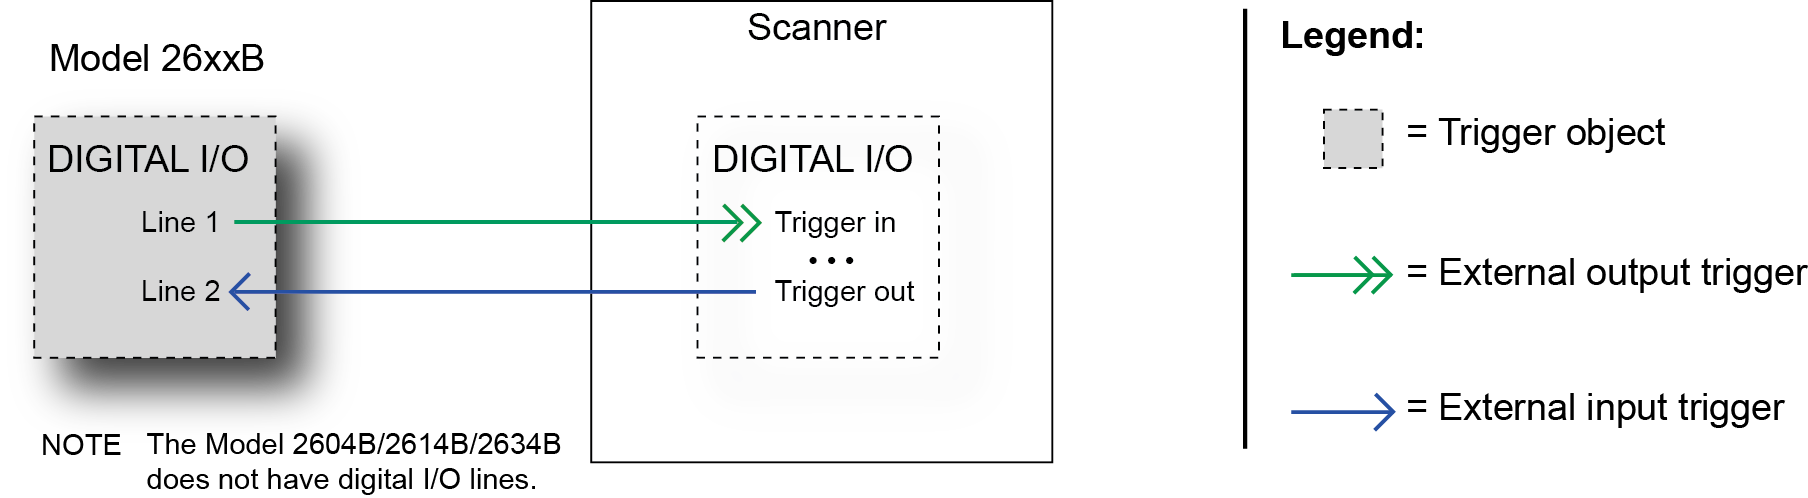 Model 26xxB
DIGITAL I/O
Line 1
Line 2
NOTE The Model 2604B/2614B/2634B
does not have digital I/O lines.
Scanner
DIGITAL I/O
Trigger in
...
Trigger out
Legend:
= Trigger object
= External output trigger
= External input trigger